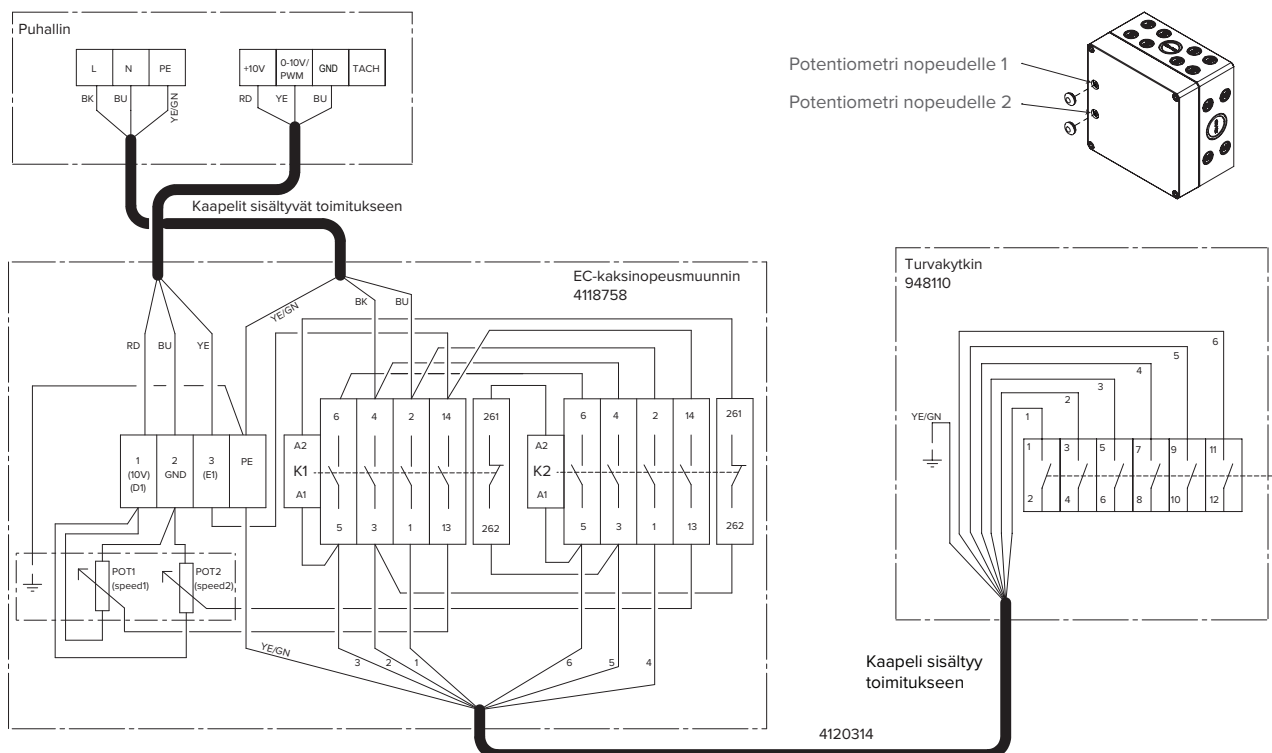 Puhallin
L N PE
+10V 0-10V/ GND TACH
PWM
BK BU YE/GN
RD YE BU
Potentiometri nopeudelle 1
Potentiometri nopeudelle 2
Kaapelit sisältyvät toimitukseen
EC-kaksinopeusmuunnin
4118758
YE/GN BK BU
RD BU YE
6 4 2 14 261
6 4 2 14 261
A2 A2
K1 K2
A1 A1
1 2 3 PE
(10V) GND (E1)
(D1)
5 3 1 13 262
5 3 1 13 262
POT1 POT2
(speed1) (speed2)
YE/GN
3 2 1 6 5 4
Turvakytkin
948110
6
5
4
3
2
1
YE/GN
1 3 5 7 9 11
2 4 6 8 10 12
Kaapeli sisältyy
toimitukseen
4120314